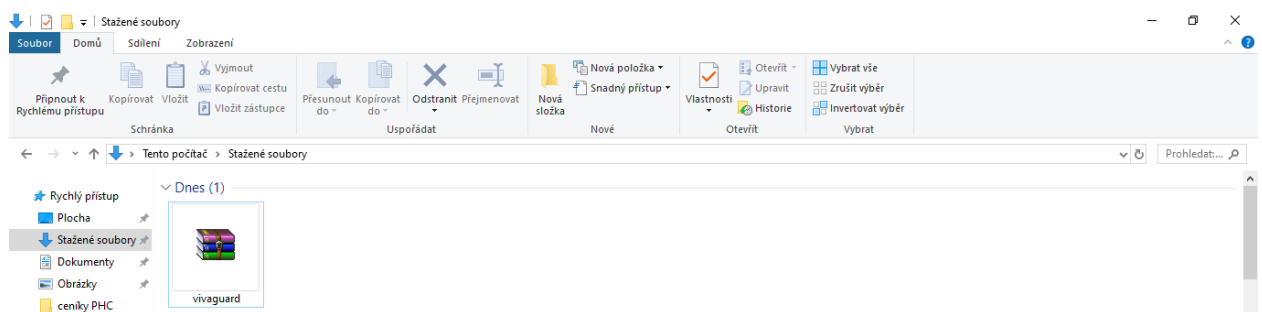 Stažené soubory
Soubor Domů Sdílení Zobrazení
Připnout k Rychlému přístupu
Kopírovat
Vložit
Vyjmout
Kopírovat cestu
Vložit zástupce
Schránka
Přesunout do
Kopírovat do
Odstranit
Přejmenovat
Uspořádat
Nová složka
Nová položka
Snadný přístup
Nové
Vlastnosti
Otevřít
Upravit
Historie
Otevřít
Vybrat vše
Zrušit výběr
Invertovat výběr
Vybrat
Tento počítač › Stažené soubory
Prohledat:...
Rychlý přístup
Plocha
Stažené soubory
Dokumenty
Obrázky
ceníky PHC
Dnes (1)
vivaguard